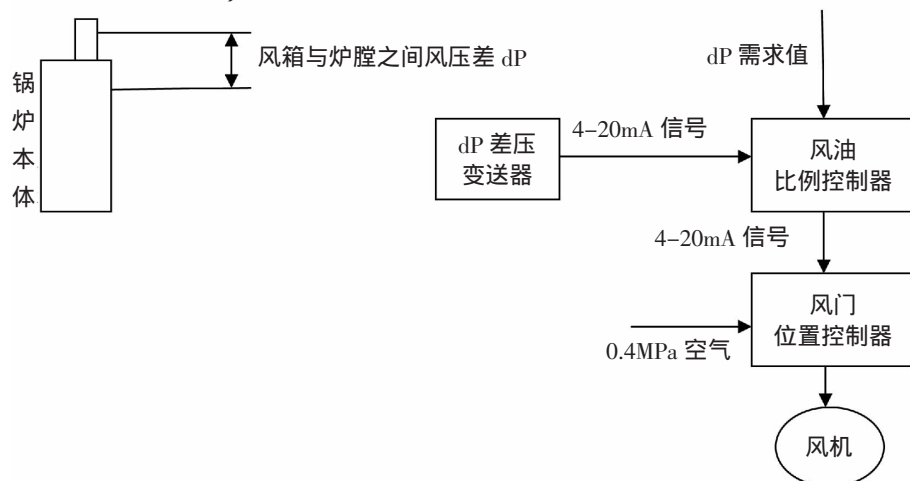 锅
炉
本
体
风箱与炉膛之间风压差 dP
dP 需求值
dP 差压
变送器
4-20mA 信号
风油
比例控制器
4-20mA 信号
风门
位置控制器
0.4MPa 空气
风机